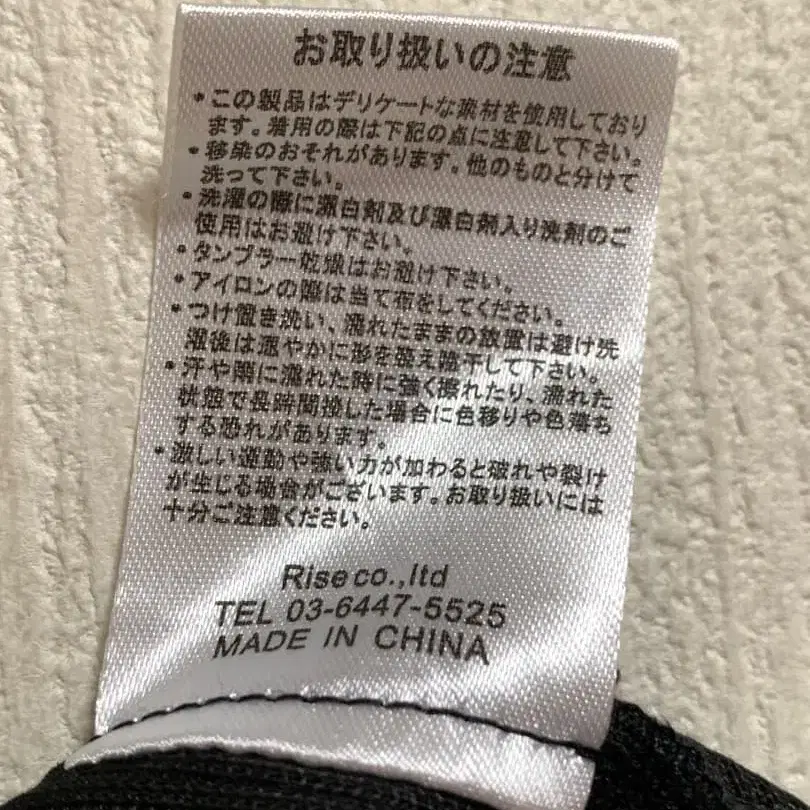 お取り扱いの注意
・この製品はデリケートな素材を使用しており
ます。着用の際は下記の点に注意して下さい。
・移染のおそれがあります。他のものと分けて
洗って下さい。
・洗濯の際に漂白剤及び漂白剤入り洗剤のご
使用はお避け下さい。
・タンブラー乾燥はお避け下さい。
・アイロンの際は当て布をしてください。
・つけ置き洗い、濡れたままの放置は避け洗
濯後は速やかに形を整え陰干して下さい。
・汗や雨に濡れた時に強く擦れたり、濡れた
状態で長時間挽した場合に色移りや色落ち
する恐れがあります。
・激しい運動や強い力が加わると破れや裂け
が生じる場合がございます。お取り扱いには
十分ご注意ください。
Rise co.,ltd
TEL 03-6447-5525
MADE IN CHINA